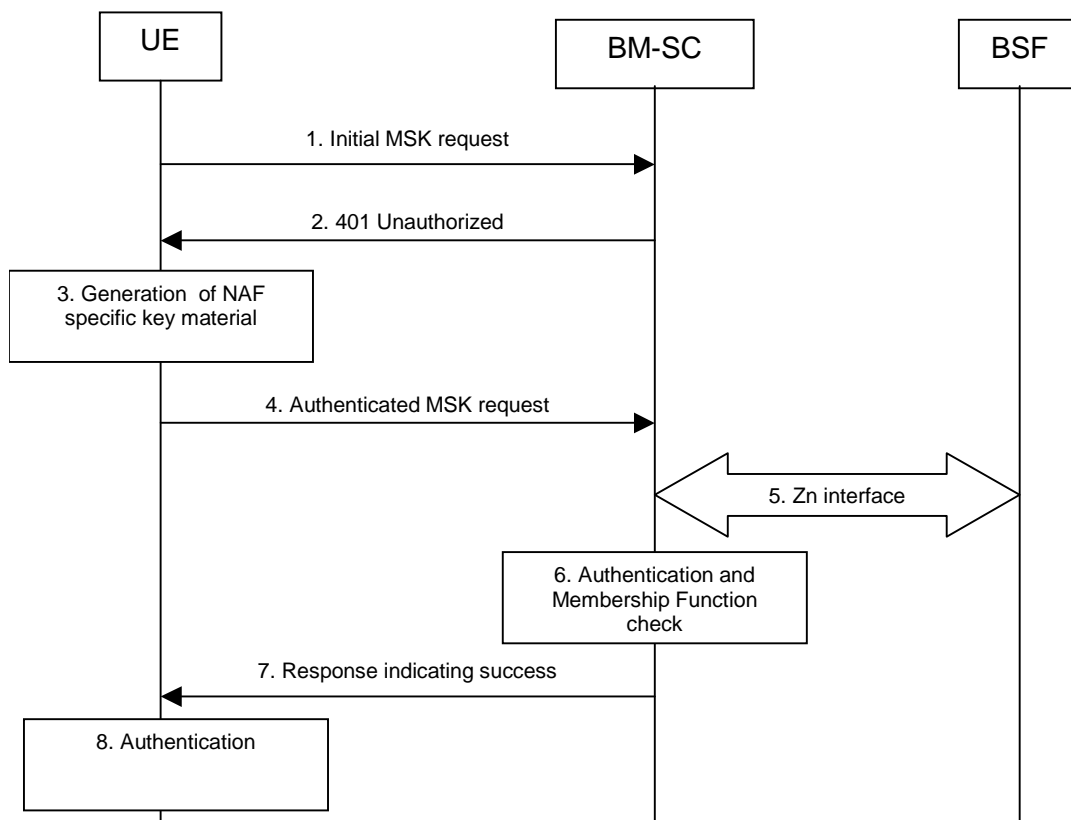 UE
BM-SC
BSF
1. Initial MSK request
2. 401 Unauthorized
3. Generation of NAF
specific key material
4. Authenticated MSK request
5. Zn interface
6. Authentication and
Membership Function
check
7. Response indicating success
8. Authentication